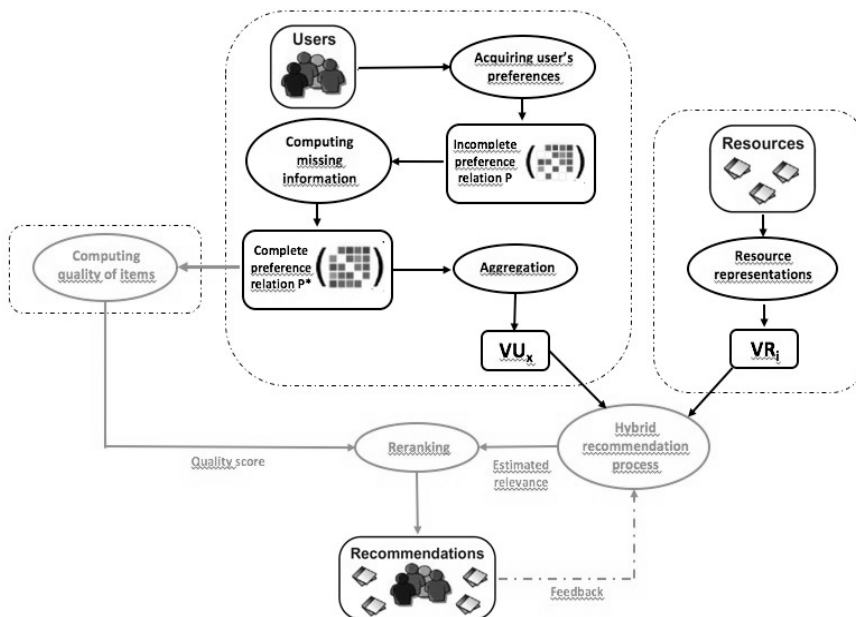 Users
Acquiring user's
preferences
Computing
missing
information
Incomplete
preference
relation P
Resources
Computing
quality of items
Complete
preference
relation P*
Aggregation
Resource
representations
VUx
VRi
Hybrid
recommendation
process
Reranking
Quality score
Estimated
relevance
Recommendations
Feedback